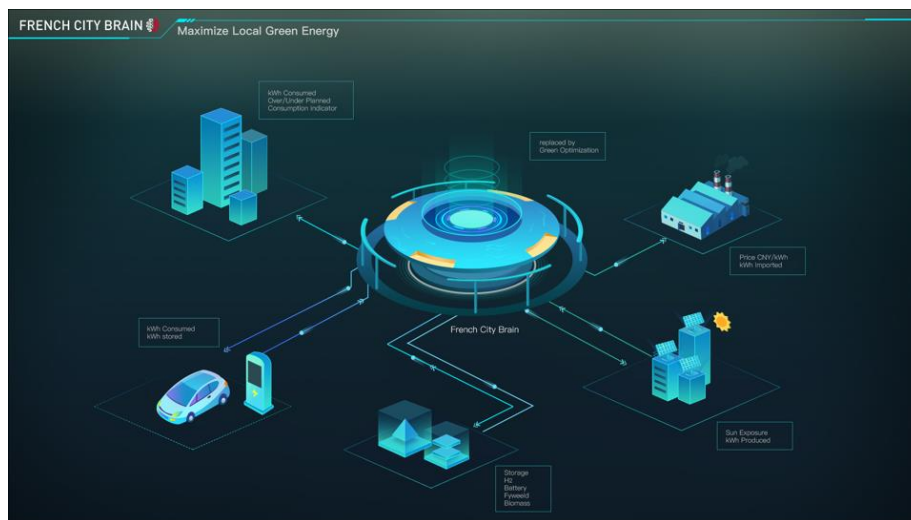 FRENCH CITY BRAIN
Maximize Local Green Energy
kWh Consumed
Over/Under Planned
Consumption Indicator
replaced by
Green Optimization
Price CNY/kWh
kWh Imported
French City Brain
kWh Consumed
kWh stored
Sun Exposure
kWh Produced
Storage
H2
Battery
Fyweeld
Biomass